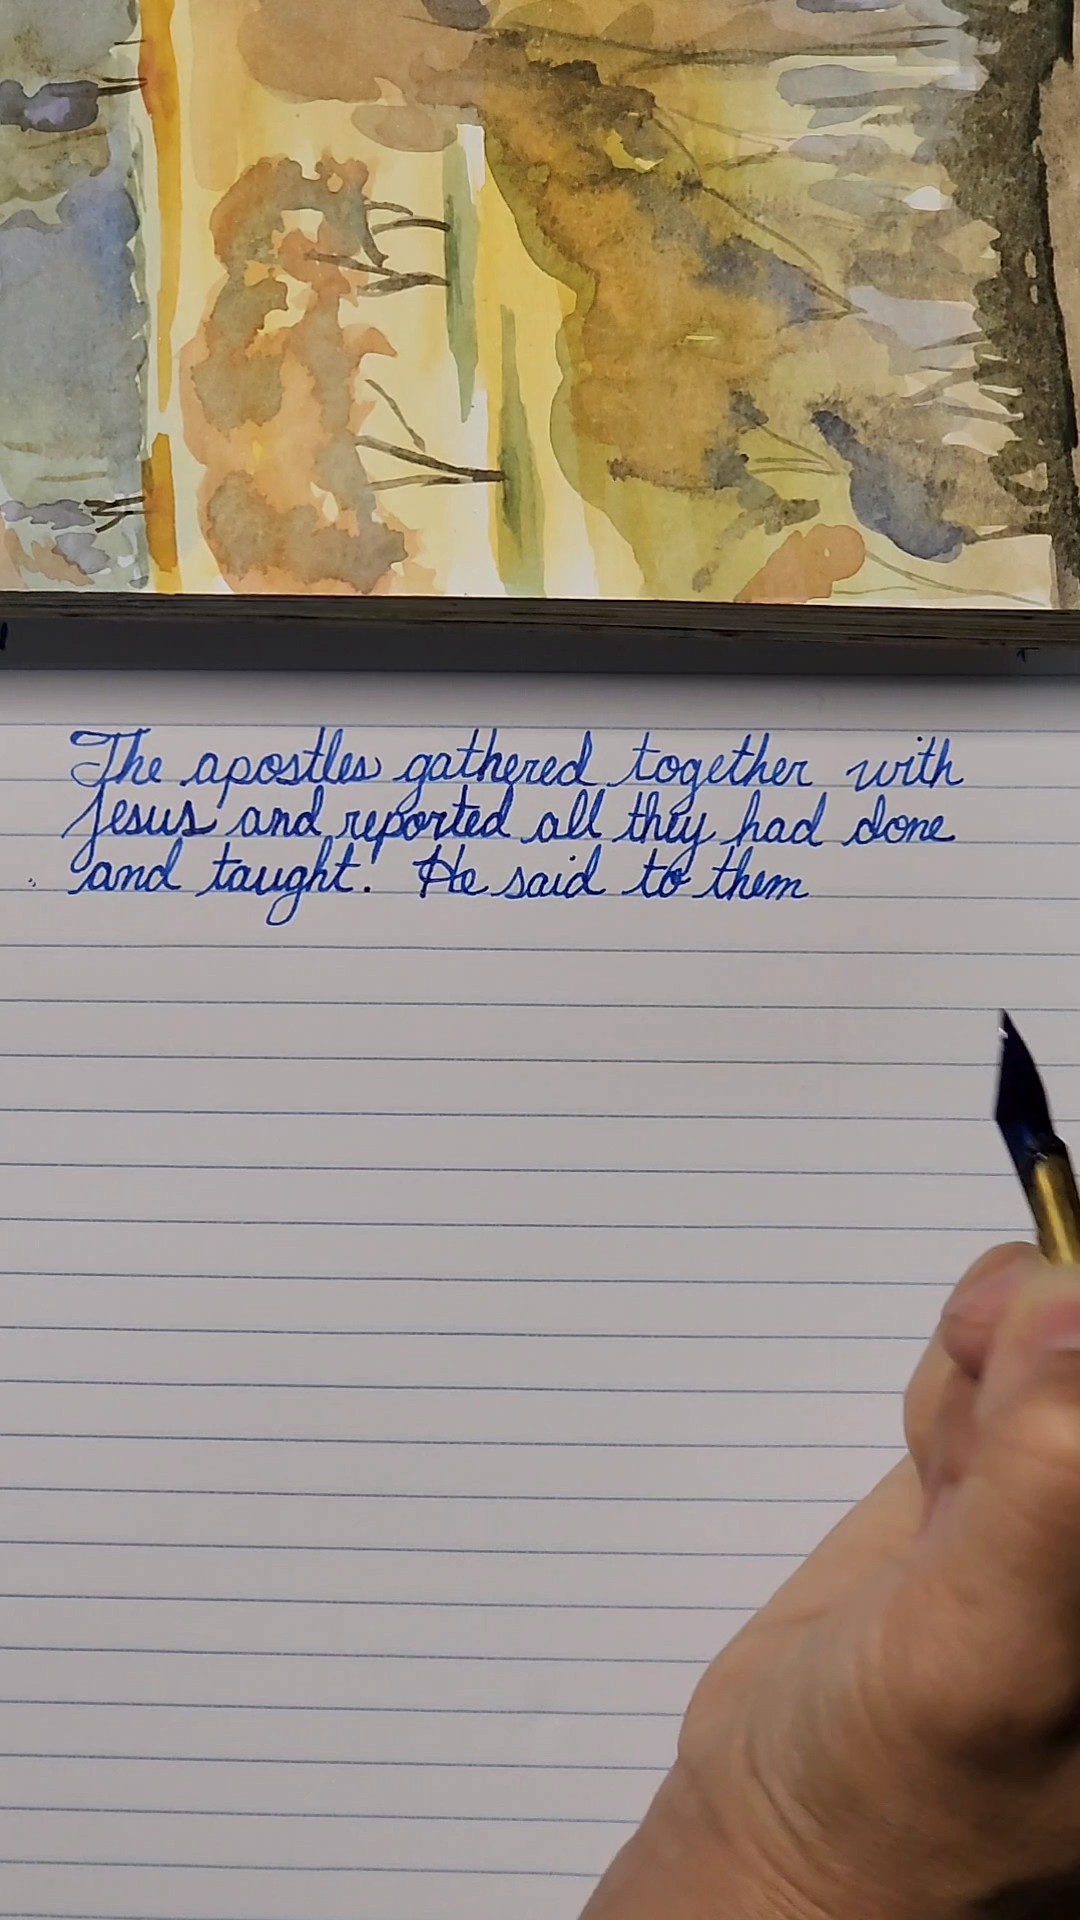 The apostles gathered together with
Jesus and reported all they had done
and taught. He said to them